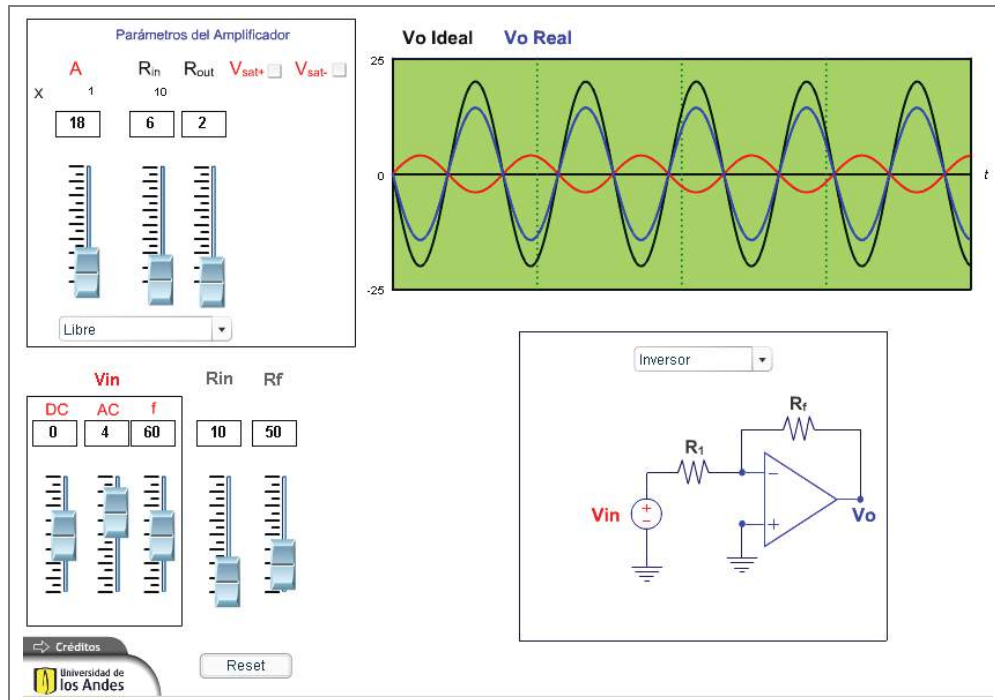 Parámetros del Amplificador
A Rin Rout Vsat+ Vsat-
X 1 10
18 6 2
Libre
Vo Ideal Vo Real
25
0
-25
t
Vin Rin Rf
DC AC f
0 4 60 10 50
Inversor
Rf
R1
Vin + − − + Vo
Créditos
Universidad de
los Andes
Reset